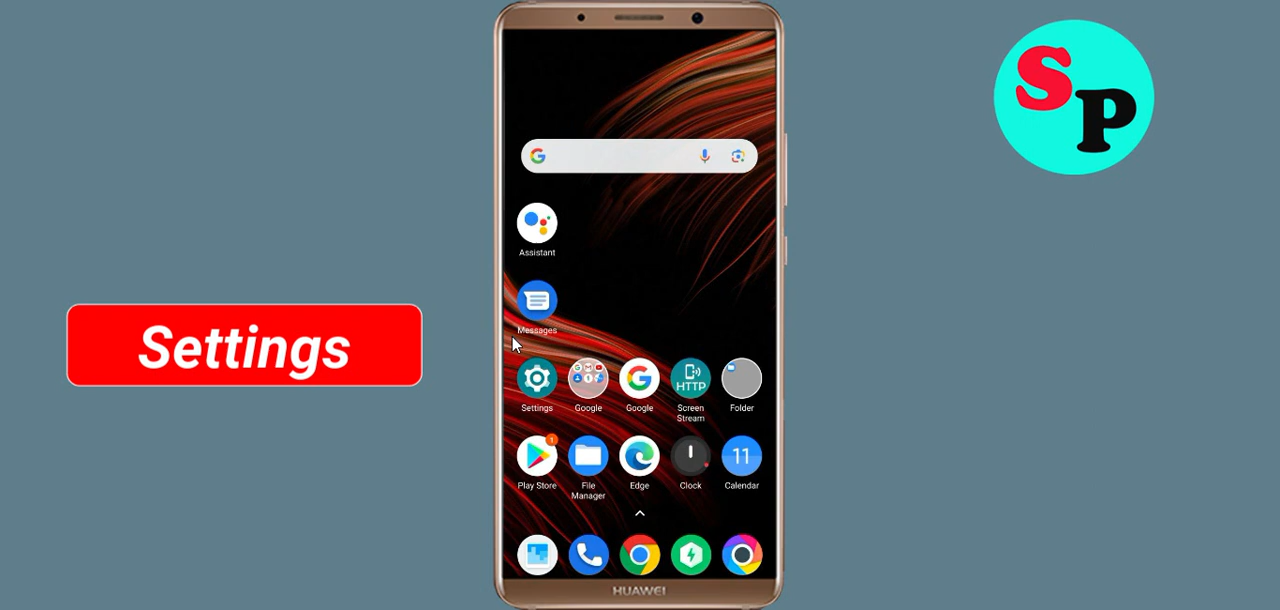 S
P
Assistant
Messages
Settings
Settings
Google
Google
HTTP
Screen
Stream
Folder
1
11
Play Store
File
Manager
Edge
Clock
Calendar
HUAWEI